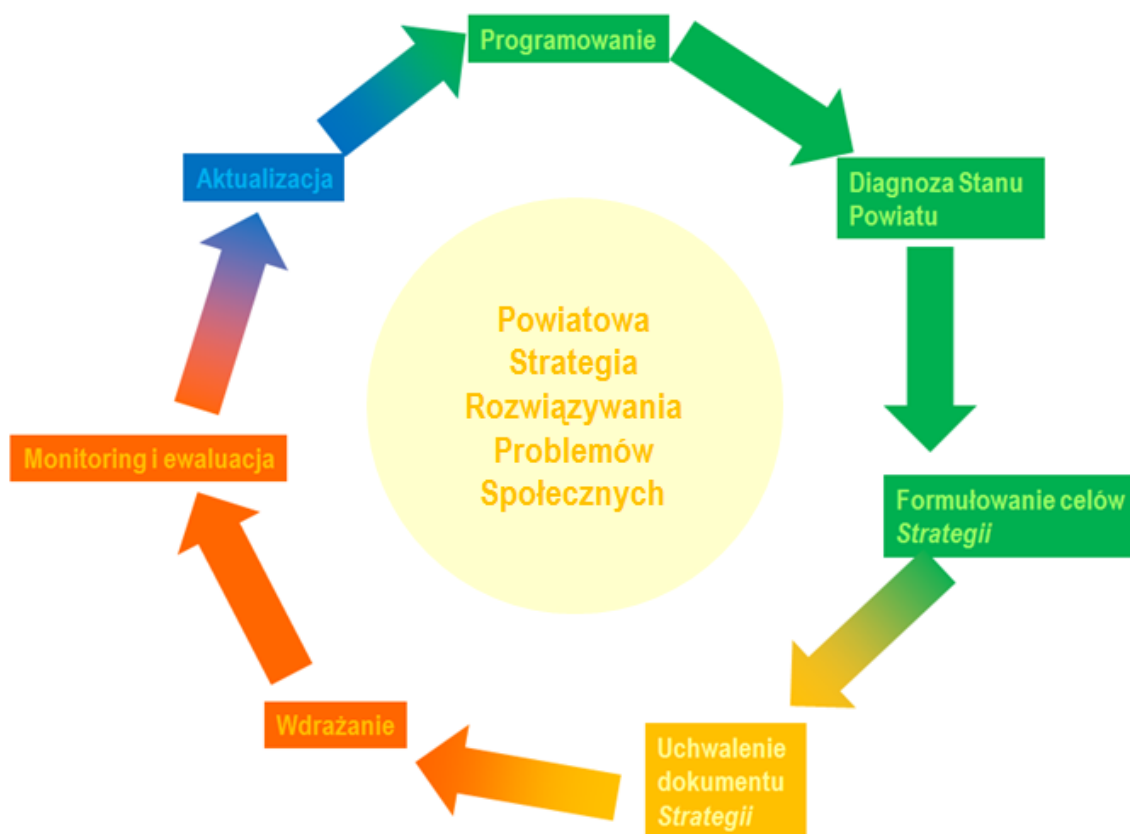 Programowanie
Diagnoza Stanu
Powiatu
Formułowanie celów
Strategii
Uchwalenie
dokumentu
Strategii
Wdrażanie
Monitoring i ewaluacja
Aktualizacja
Powiatowa
Strategia
Rozwiązywania
Problemów
Społecznych